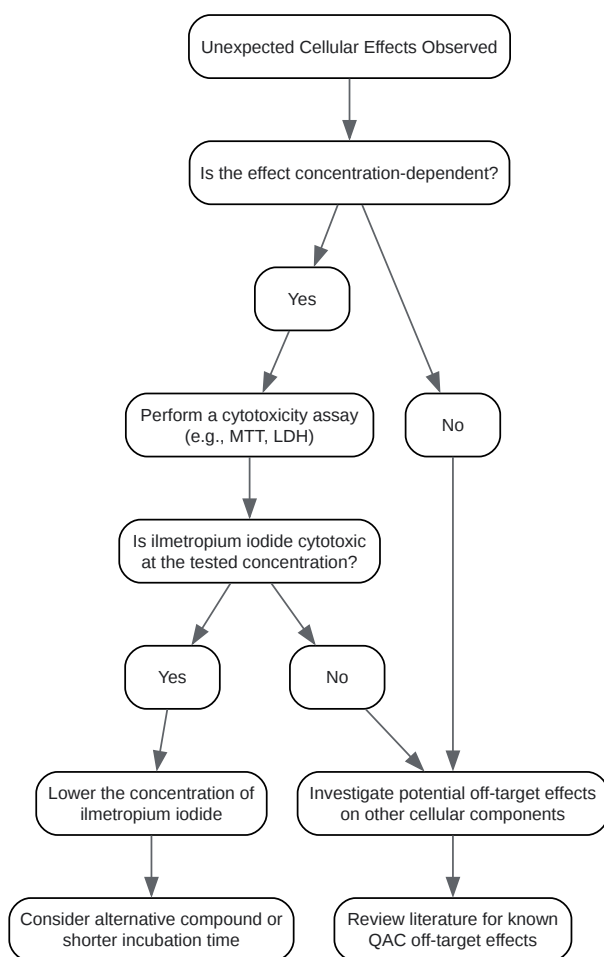 Unexpected Cellular Effects Observed
Is the effect concentration-dependent?
Yes
Perform a cytotoxicity assay
(e.g., MTT, LDH)
No
Is ilmetropium iodide cytotoxic
at the tested concentration?
Yes
No
Lower the concentration of
ilmetropium iodide
Investigate potential off-target effects
on other cellular components
Consider alternative compound or
shorter incubation time
Review literature for known
QAC off-target effects